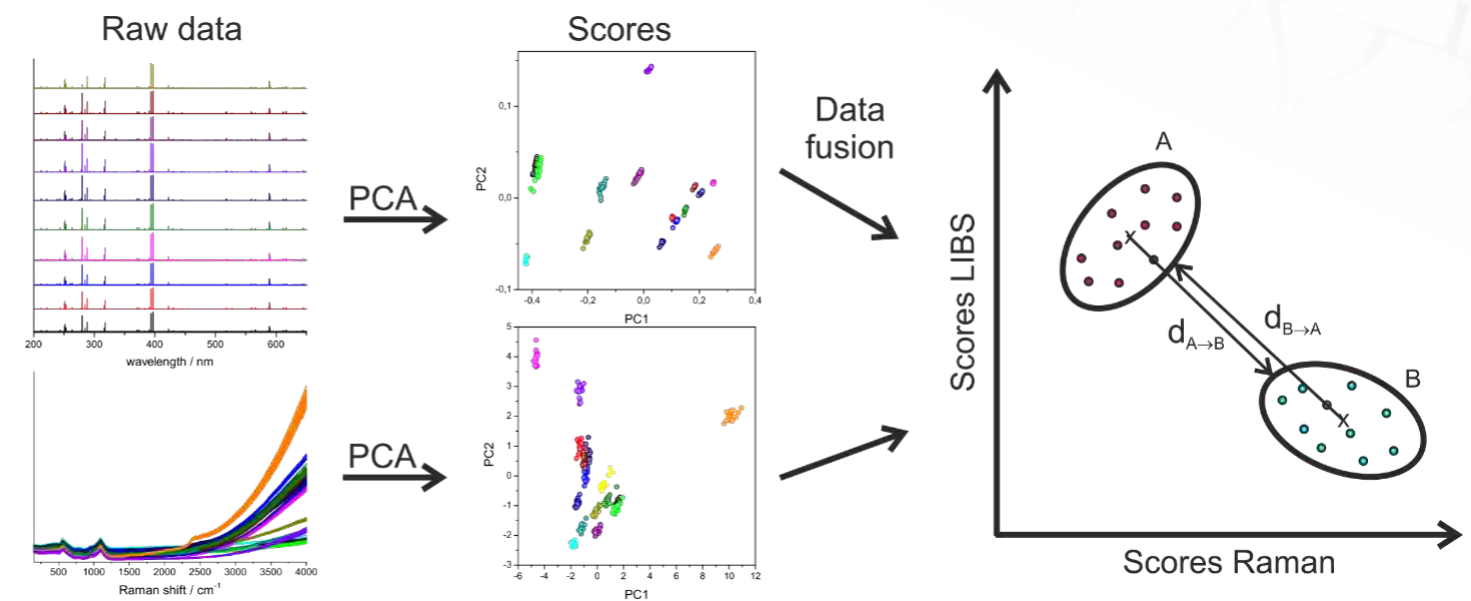 Raw data
200 300 400 500 600
wavelength / nm
500 1000 1500 2000 2500 3000 3500 4000
Raman shift / cm⁻¹
PCA
PCA
Scores
0,1
0,0
-0,1
PC2
-0,4 -0,2 0,0 0,2 0,4
PC1
5
4
3
2
1
0
-1
-2
-3
PC2
-6 -4 -2 0 2 4 6 8 10 12
PC1
Data
fusion
Scores LIBS
A
d A→B
d B→A
B
Scores Raman